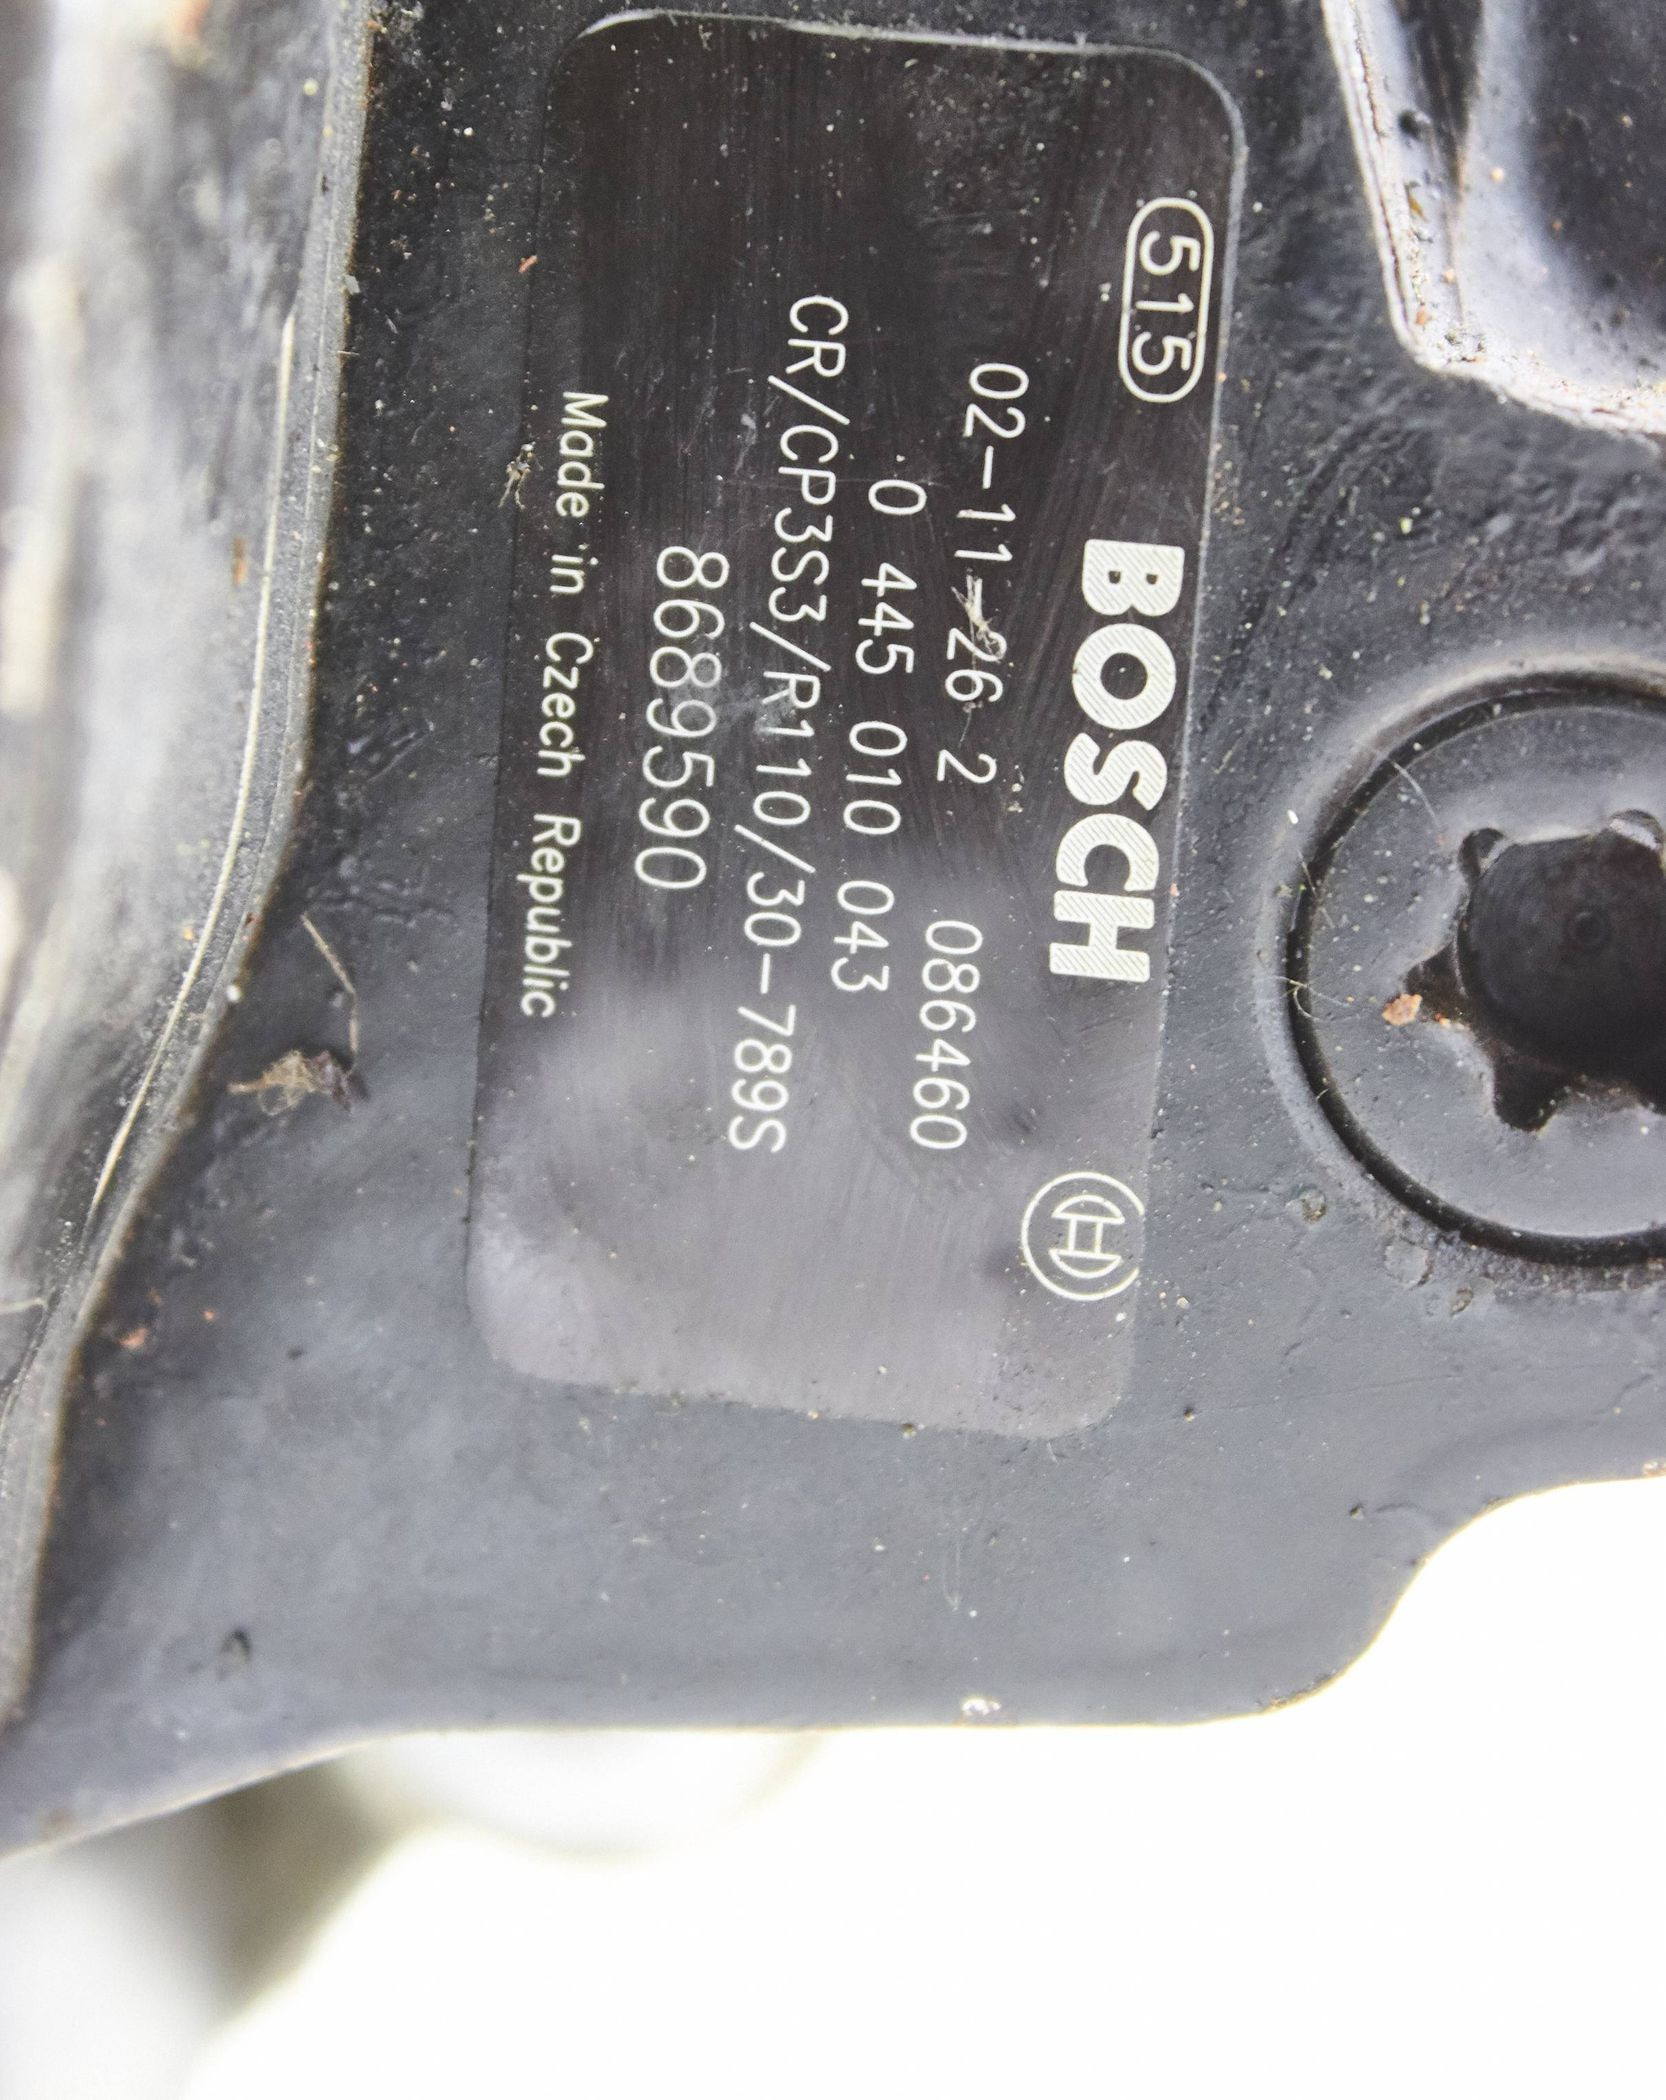 515 BOSCH
02-11-26 2 086460
0 445 010 043
CR/CP3S3/R110/30-789S
8689590
Made in Czech Republic